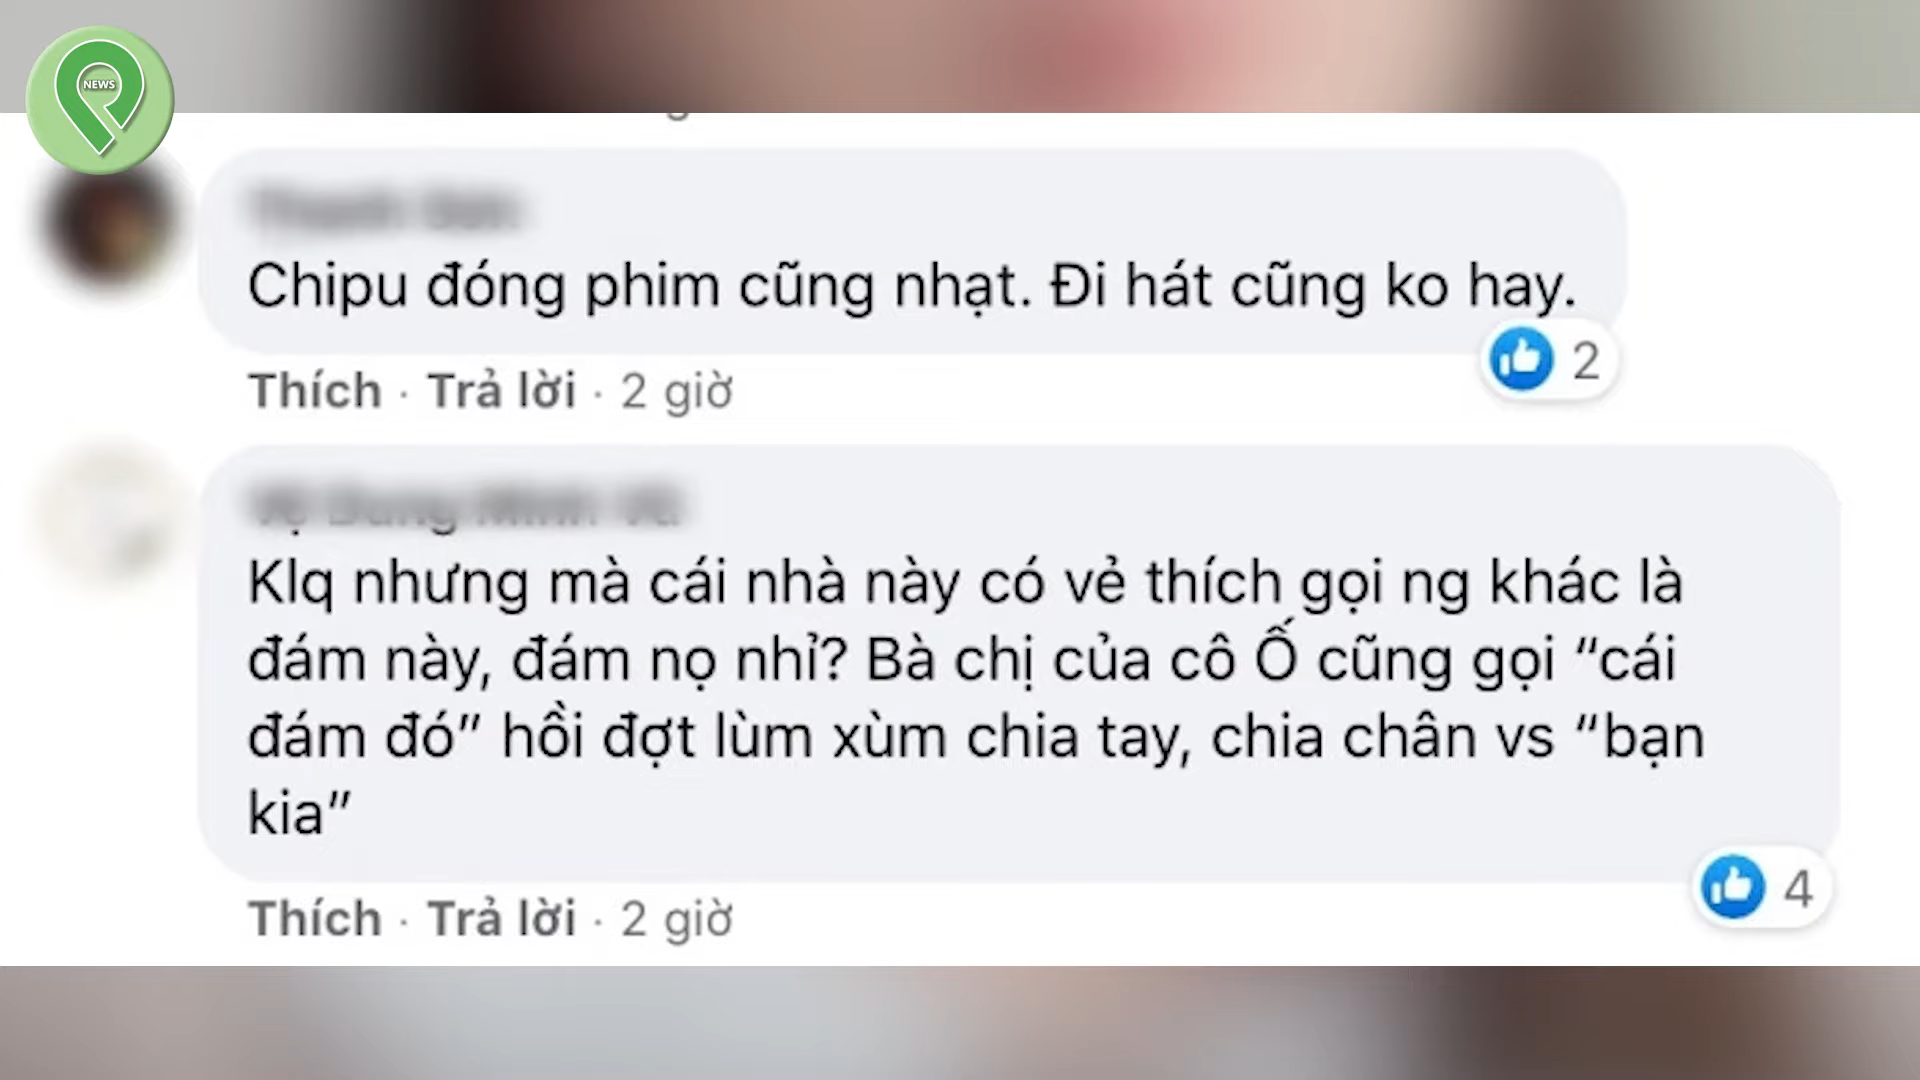 NEWS
Chipu đóng phim cũng nhạt. Đi hát cũng ko hay.
2
Thích · Trả lời · 2 giờ
Klq nhưng mà cái nhà này có vẻ thích gọi ng khác là
đám này, đám nọ nhỉ? Bà chị của cô Ố cũng gọi “cái
đám đó” hồi đợt lùm xùm chia tay, chia chân vs “bạn
kia”
4
Thích · Trả lời · 2 giờ